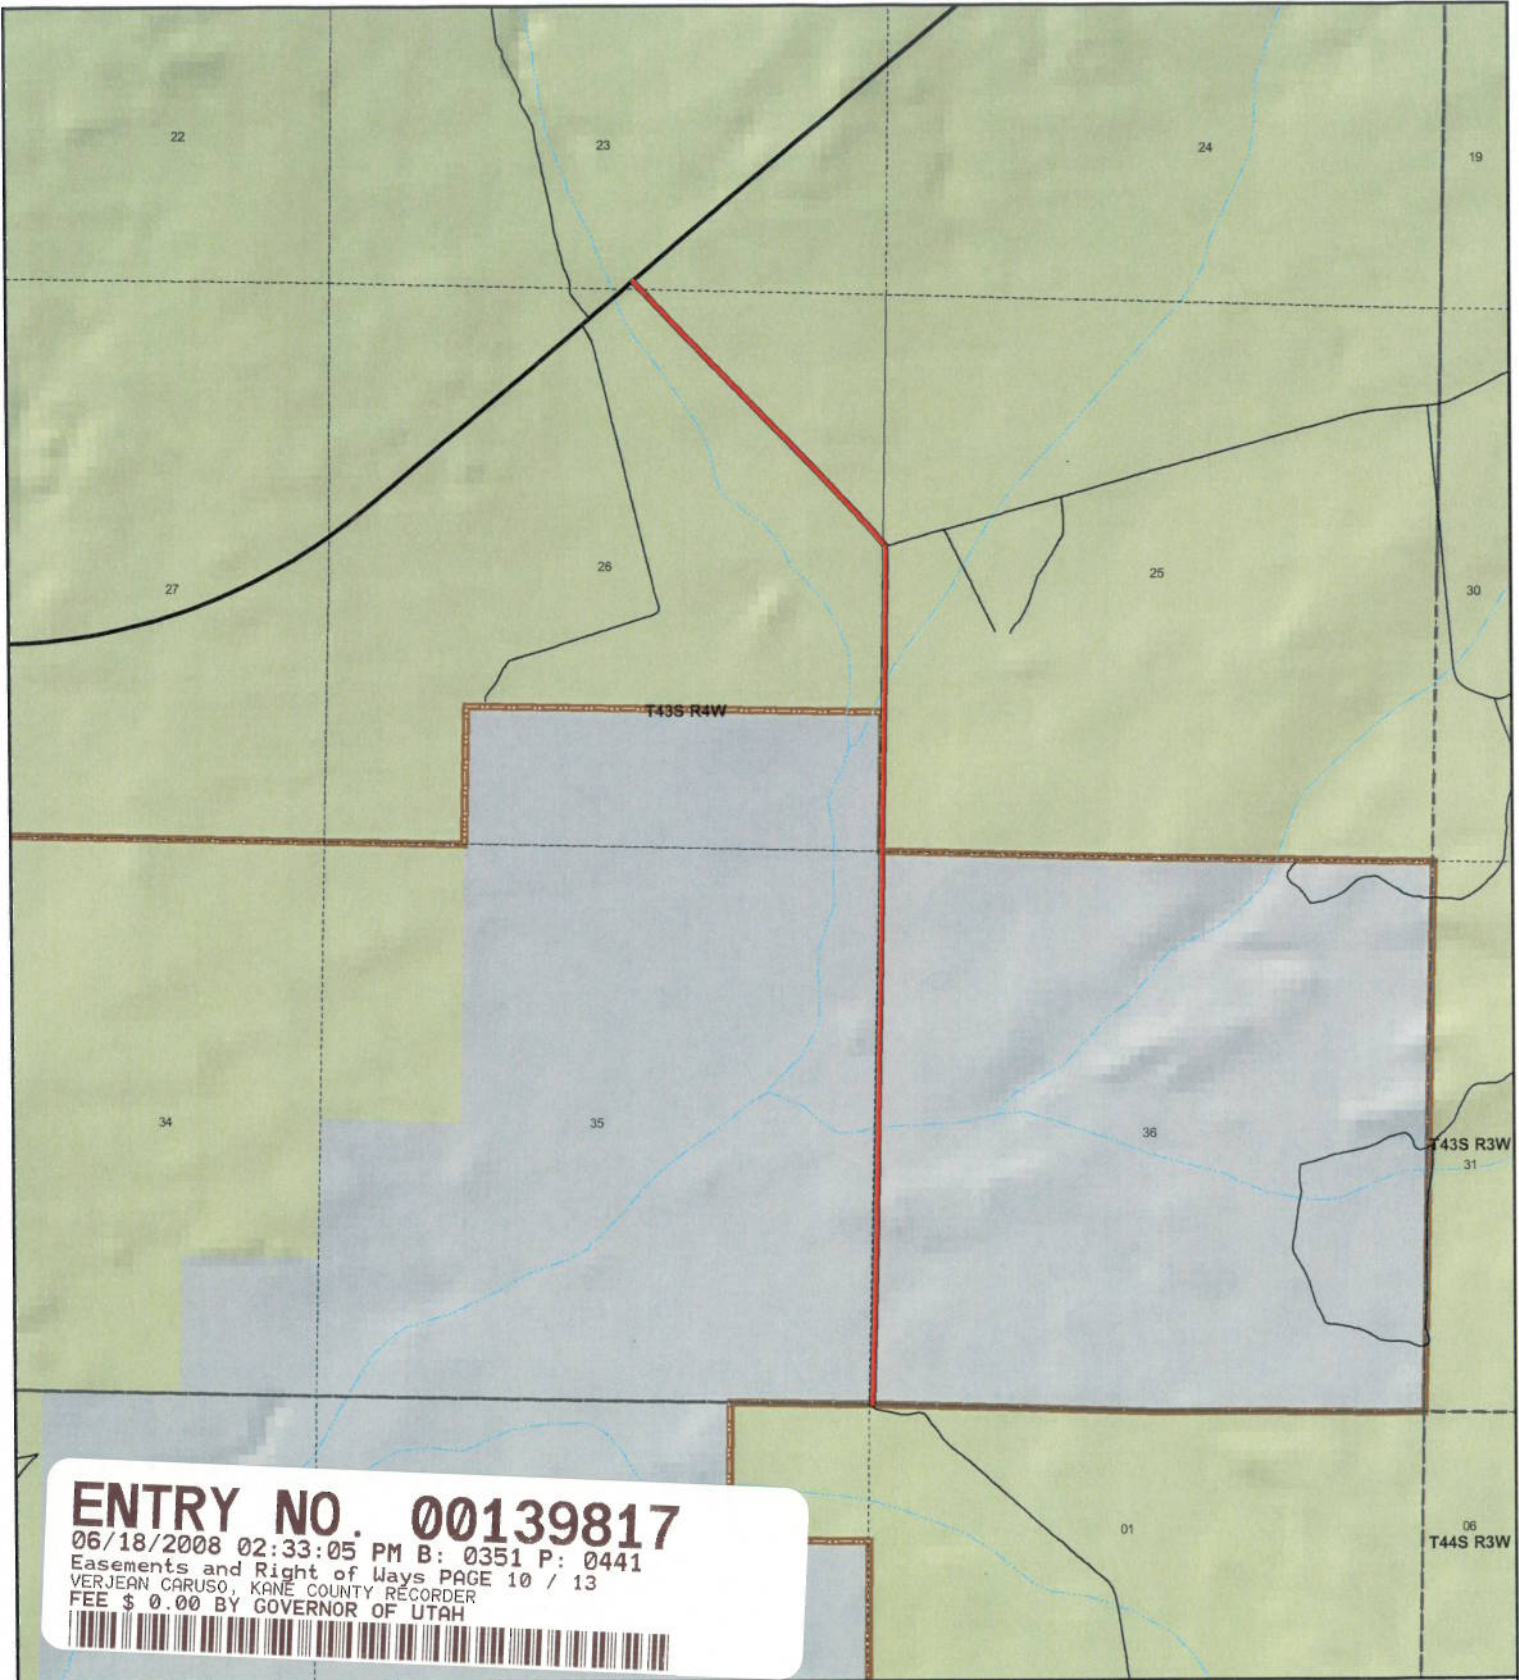 22
23
24
19
27
26
25
30
T43S R4W
34
35
36
T43S R3W
31
ENTRY NO. 00139817
06/18/2008 02:33:05 PM B: 0351 P: 0441
Easements and Right of Ways PAGE 10 / 13
VERJEAN CARUSO, KANE COUNTY RECORDER
FEE $ 0.00 BY GOVERNOR OF UTAH
01
06
T44S R3W